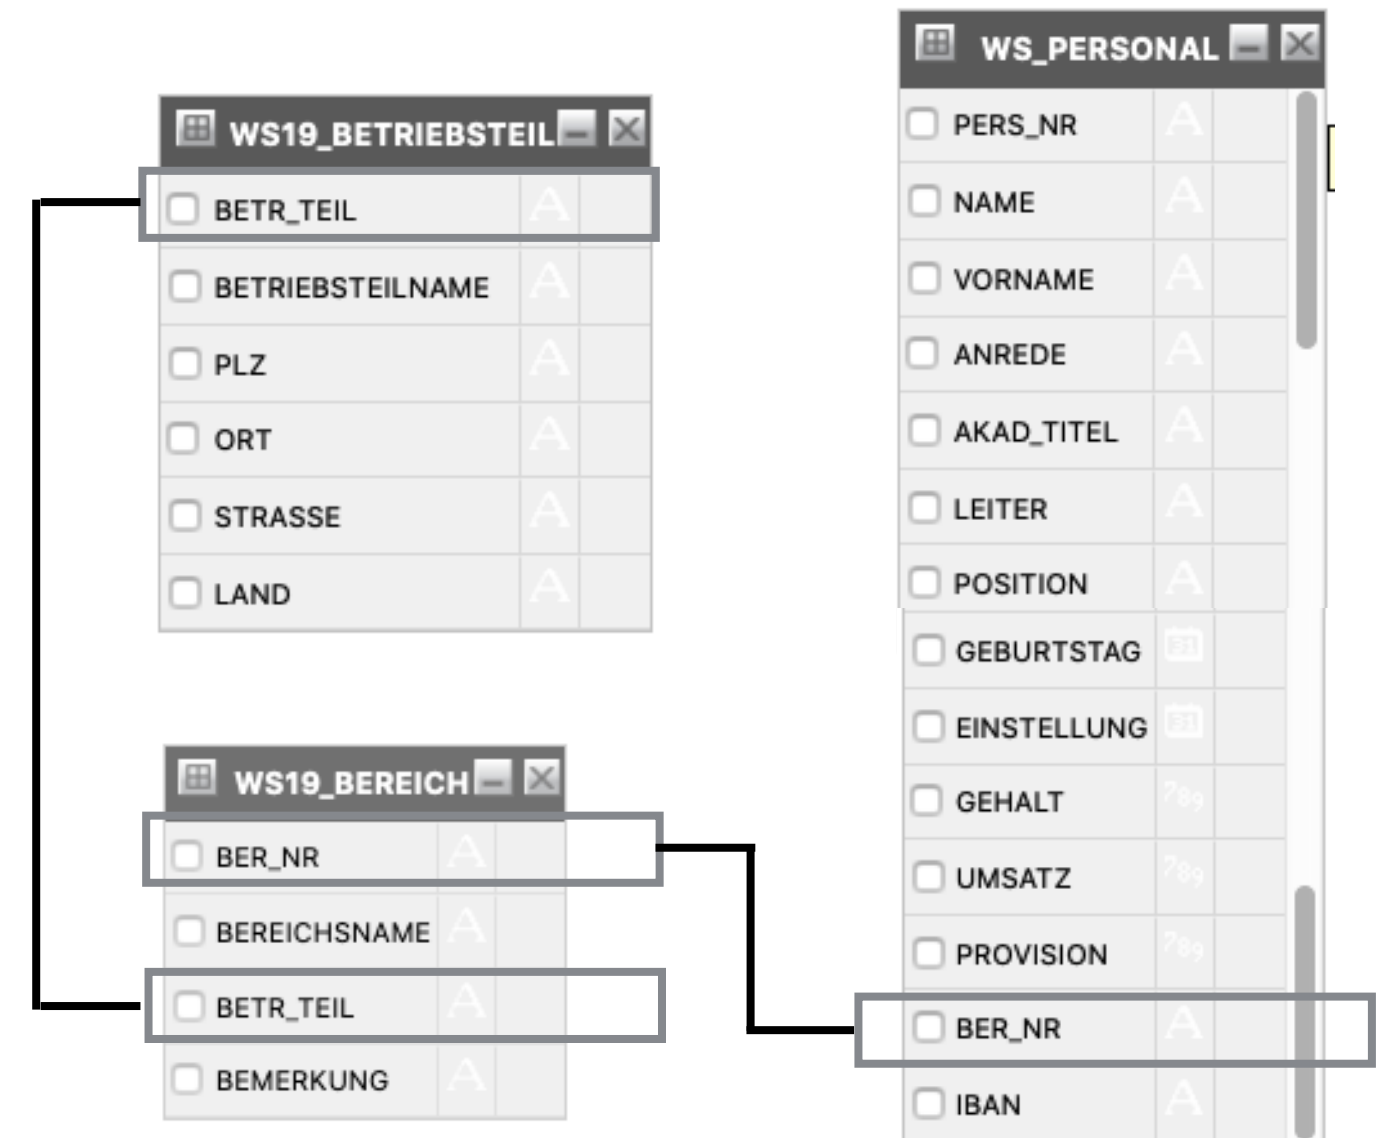 WS19_BETRIEBSTEIL
BETR_TEIL
BETRIEBSTEILNAME
PLZ
ORT
STRASSE
LAND
WS19_BEREICH
BER_NR
BEREICHSNAME
BETR_TEIL
BEMERKUNG
WS_PERSONAL
PERS_NR
NAME
VORNAME
ANREDE
AKAD_TITEL
LEITER
POSITION
GEBURTSTAG
EINSTELLUNG
GEHALT
UMSATZ
PROVISION
BER_NR
IBAN